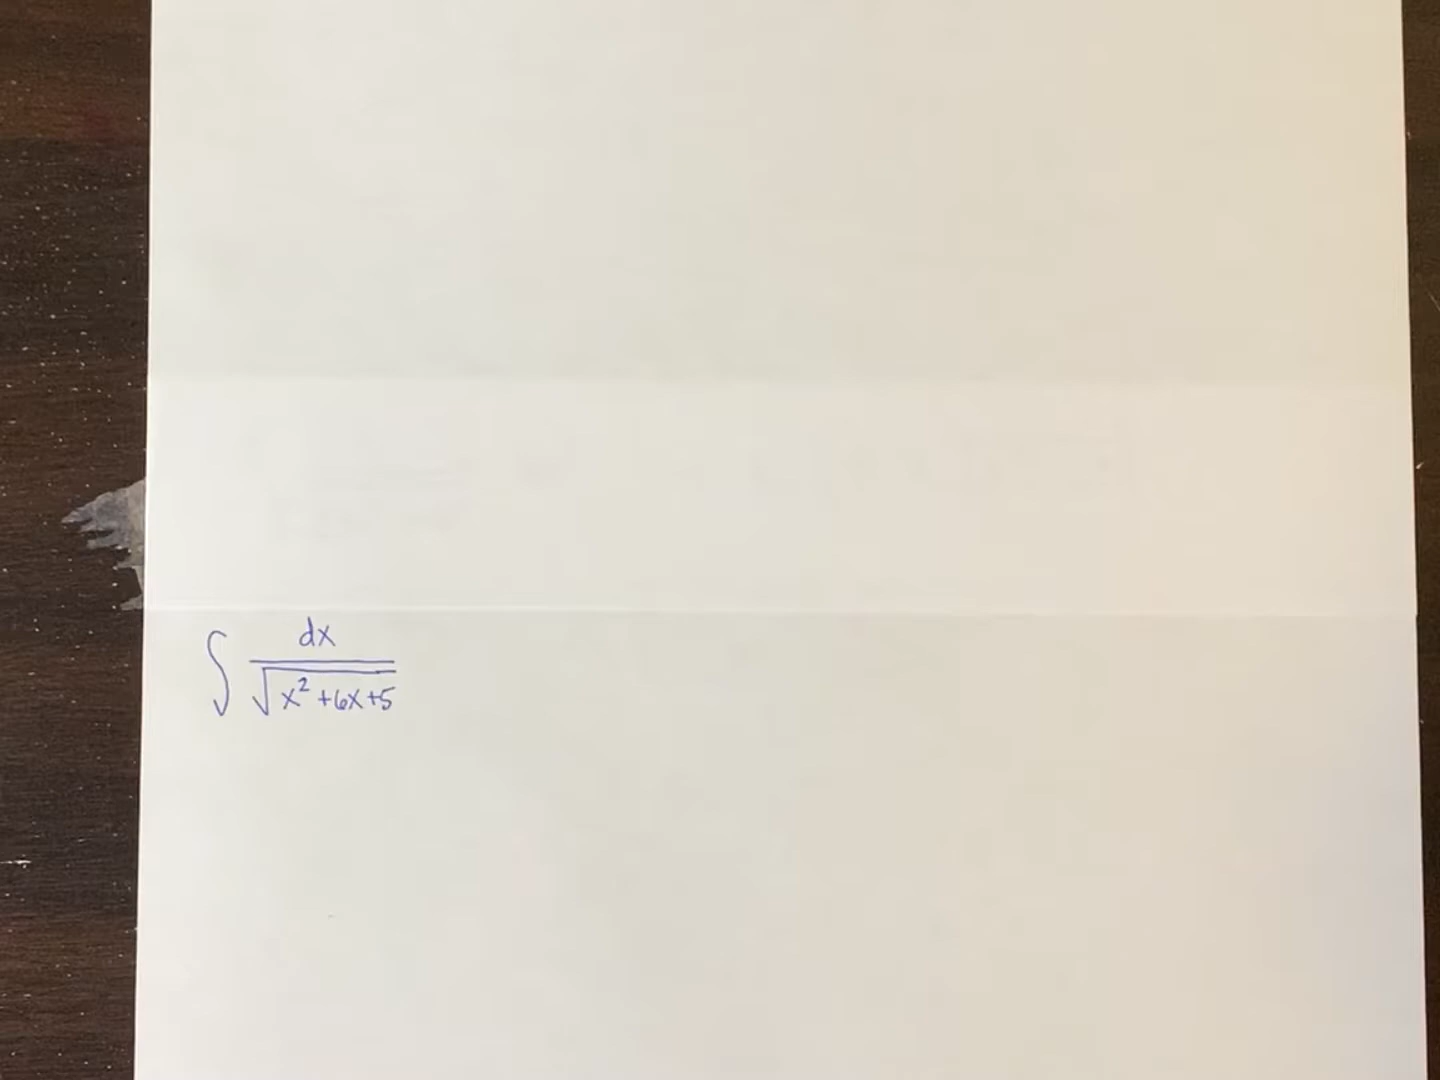 ∫ dx / √(x² + 6x + 5)